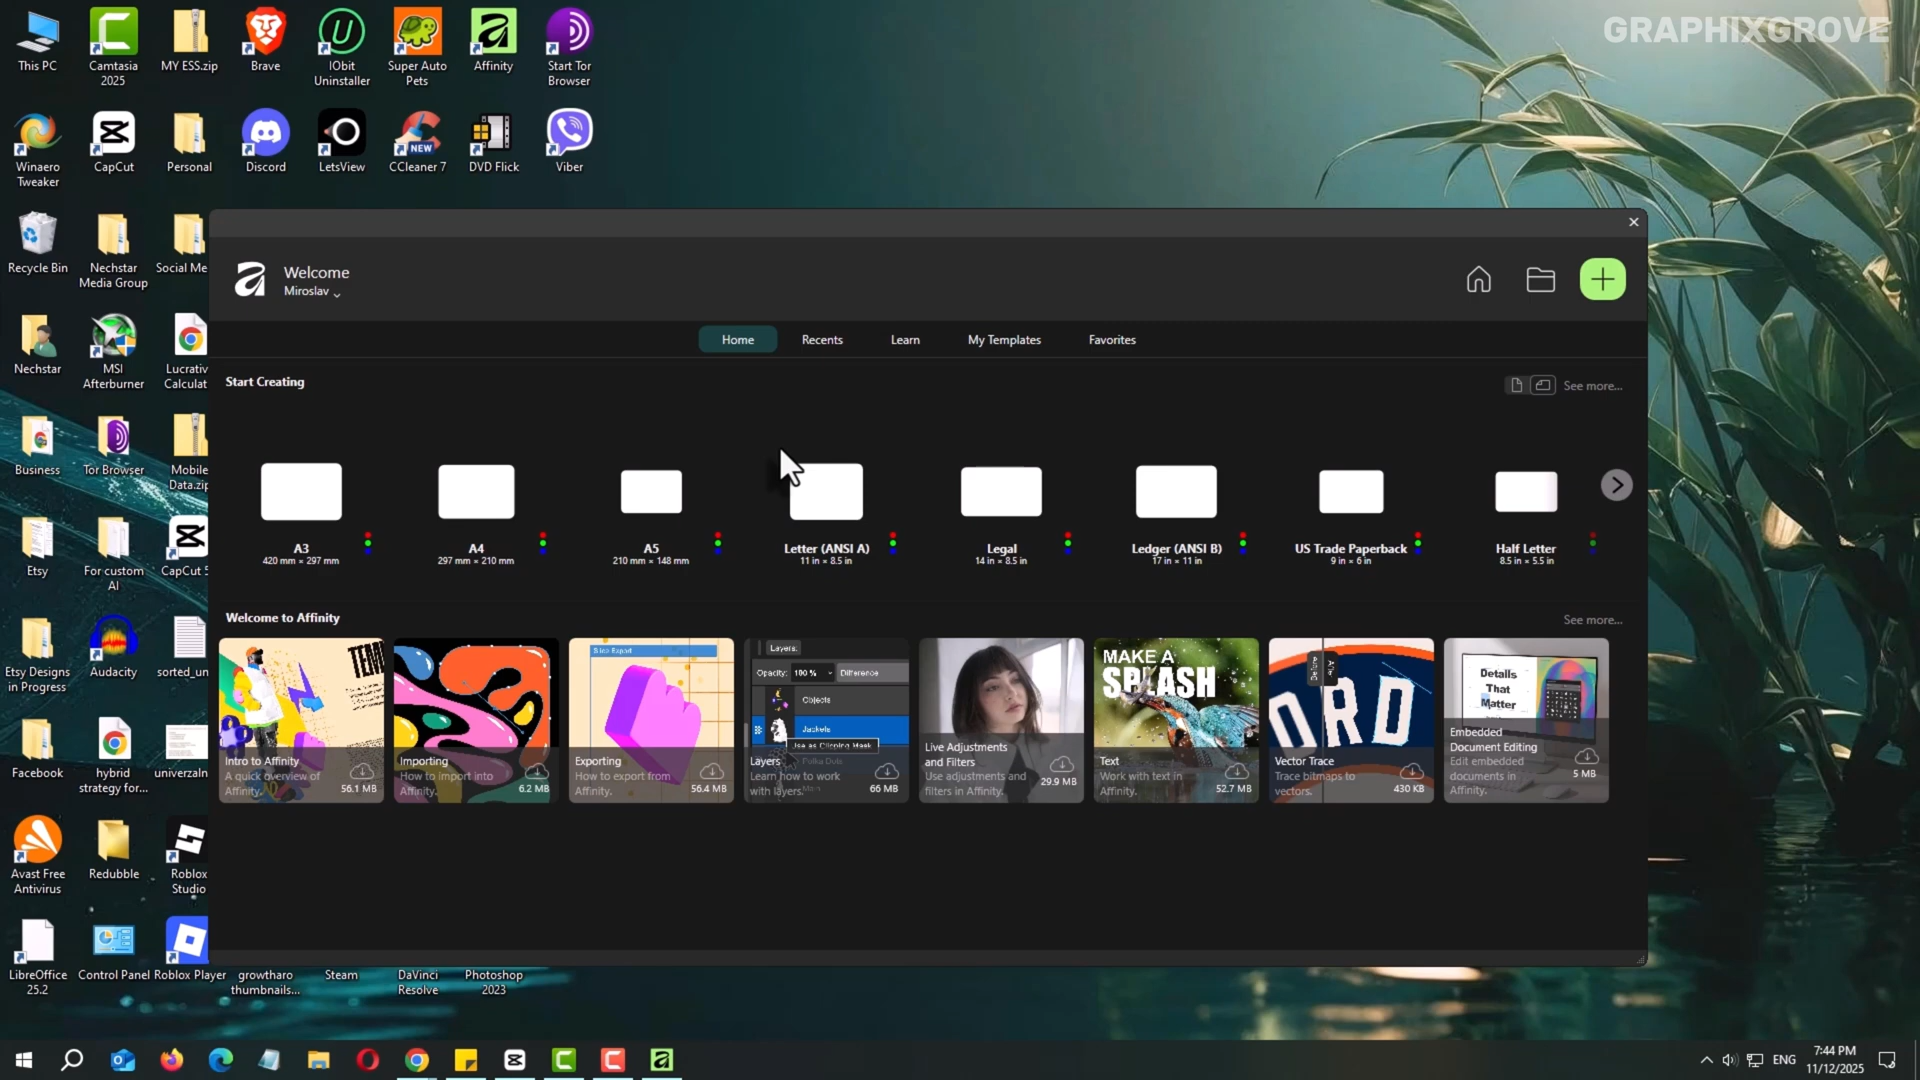 GRAPHIXGROVE
This PC
Camtasia
2025
MY ESS.zip
Brave
IObit
Uninstaller
Super Auto
Pets
Affinity
Start Tor
Browser
Winaero
Tweaker
CapCut
Personal
Discord
LetsView
NEW
CCleaner 7
DVD Flick
Viber
Recycle Bin
Nechstar
Media Group
Social Me
Nechstar
MSI
Afterburner
Lucrativ
Calculat
Business
Tor Browser
Mobile
Data.zip
Etsy
For custom
AI
CapCut 5
Etsy Designs
in Progress
Audacity
sorted_un
Facebook
hybrid
strategy for...
univerzaln
Avast Free
Antivirus
Redubble
Roblox
Studio
LibreOffice
25.2
Control Panel
Roblox Player
growtharo
thumbnails...
Steam
DaVinci
Resolve
Photoshop
2023
Welcome
Miroslav
Home
Recents
Learn
My Templates
Favorites
Start Creating
See more...
A3
420 mm × 297 mm
A4
297 mm × 210 mm
A5
210 mm × 148 mm
Letter (ANSI A)
11 in × 8.5 in
Legal
14 in × 8.5 in
Ledger (ANSI B)
17 in × 11 in
US Trade Paperback
9 in × 6 in
Half Letter
8.5 in × 5.5 in
Welcome to Affinity
See more...
Intro to Affinity
A quick overview of
Affinity.
56.1 MB
Importing
How to import into
Affinity.
6.2 MB
Slice Export
Exporting
How to export from
Affinity.
56.4 MB
Layers
Opacity: 100 % Difference
Objects
Jackets
Use as Clipping Mask
Polka Dots
Layers
Learn how to work
with layers.
66 MB
Live Adjustments
and Filters
Use adjustments and
filters in Affinity.
29.9 MB
MAKE A
SPLASH
Text
Work with text in
Affinity.
52.7 MB
Before
After
ORD
Vector Trace
Trace bitmaps to
vectors.
430 KB
Details
That
Matter
Embedded
Document Editing
Edit embedded
documents in
Affinity.
5 MB
ENG
7:44 PM
11/12/2025